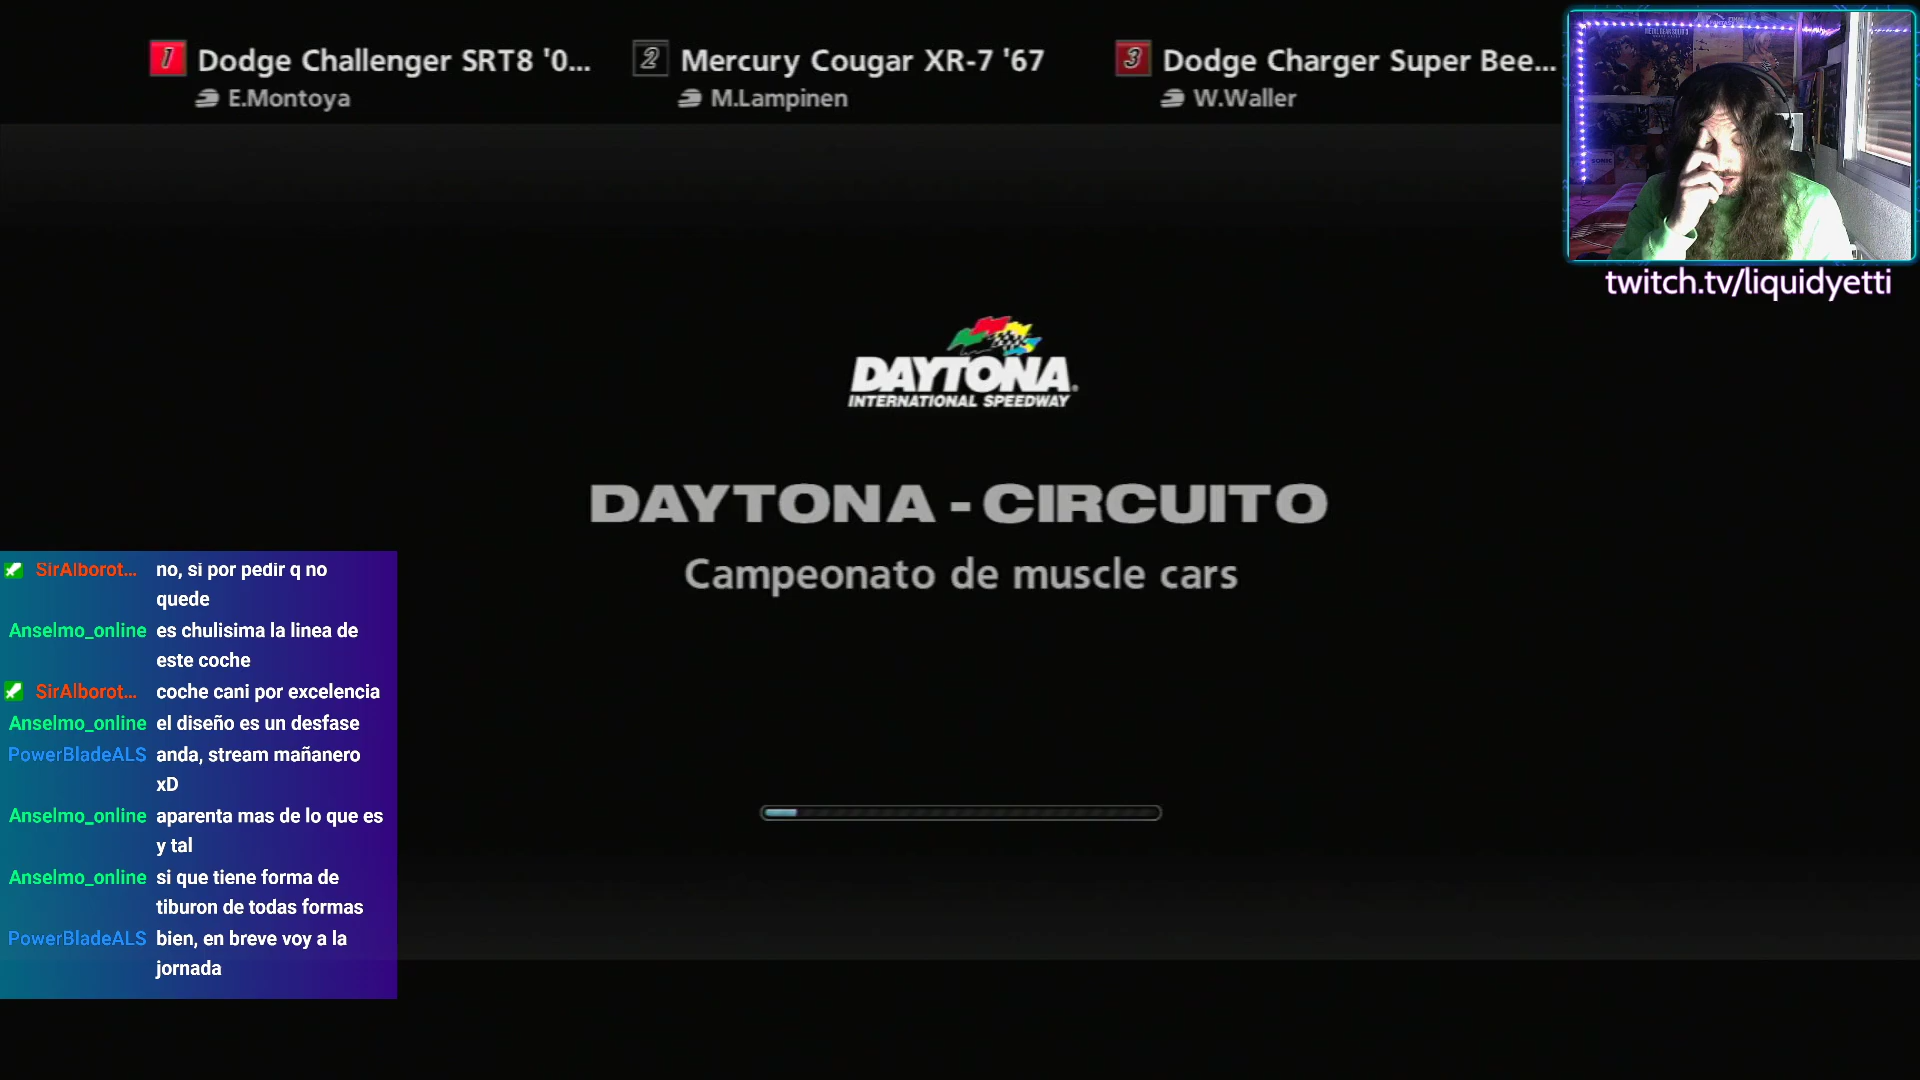 1 Dodge Challenger SRT8 '0...
E.Montoya
2 Mercury Cougar XR-7 '67
M.Lampinen
3 Dodge Charger Super Bee...
W.Waller
twitch.tv/liquidyetti
DAYTONA
INTERNATIONAL SPEEDWAY
DAYTONA - CIRCUITO
Campeonato de muscle cars
SirAlborot... no, si por pedir q no
quede
Anselmo_online es chulisima la linea de
este coche
SirAlborot... coche cani por excelencia
Anselmo_online el diseño es un desfase
PowerBladeALS anda, stream mañanero
xD
Anselmo_online aparenta mas de lo que es
y tal
Anselmo_online si que tiene forma de
tiburon de todas formas
PowerBladeALS bien, en breve voy a la
jornada